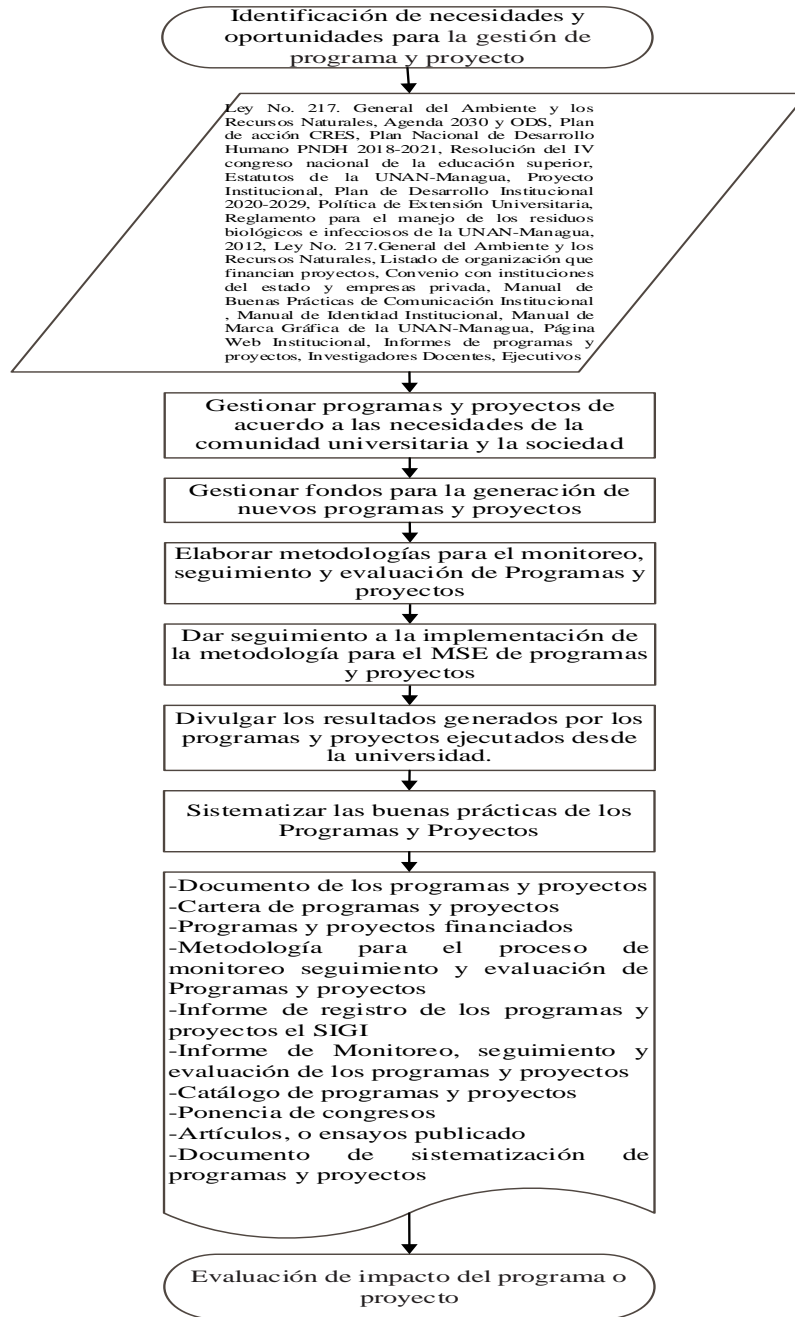 Identificación de necesidades y
oportunidades para la gestión de
programa y proyecto
Ley No. 217. General del Ambiente y los
Recursos Naturales, Agenda 2030 y ODS, Plan
de acción CRES, Plan Nacional de Desarrollo
Humano PNDH 2018-2021, Resolución del IV
congreso nacional de la educación superior,
Estatutos de la UNAN-Managua, Proyecto
Institucional, Plan de Desarrollo Institucional
2020-2029, Política de Extensión Universitaria,
Reglamento para el manejo de los residuos
biológicos e infecciosos de la UNAN-Managua,
2012, Ley No. 217.General del Ambiente y los
Recursos Naturales, Listado de organización que
financian proyectos, Convenio con instituciones
del estado y empresas privada, Manual de
Buenas Prácticas de Comunicación Institucional
, Manual de Identidad Institucional, Manual de
Marca Gráfica de la UNAN-Managua, Página
Web Institucional, Informes de programas y
proyectos, Investigadores Docentes, Ejecutivos
Gestionar programas y proyectos de
acuerdo a las necesidades de la
comunidad universitaria y la sociedad
Gestionar fondos para la generación de
nuevos programas y proyectos
Elaborar metodologías para el monitoreo,
seguimiento y evaluación de Programas y
proyectos
Dar seguimiento a la implementación de
la metodología para el MSE de programas
y proyectos
Divulgar los resultados generados por los
programas y proyectos ejecutados desde
la universidad.
Sistematizar las buenas prácticas de los
Programas y Proyectos
-Documento de los programas y proyectos
-Cartera de programas y proyectos
-Programas y proyectos financiados
-Metodología para el proceso de
monitoreo seguimiento y evaluación de
Programas y proyectos
-Informe de registro de los programas y
proyectos el SIGI
-Informe de Monitoreo, seguimiento y
evaluación de los programas y proyectos
-Catálogo de programas y proyectos
-Ponencia de congresos
-Artículos, o ensayos publicado
-Documento de sistematización de
programas y proyectos
Evaluación de impacto del programa o
proyecto